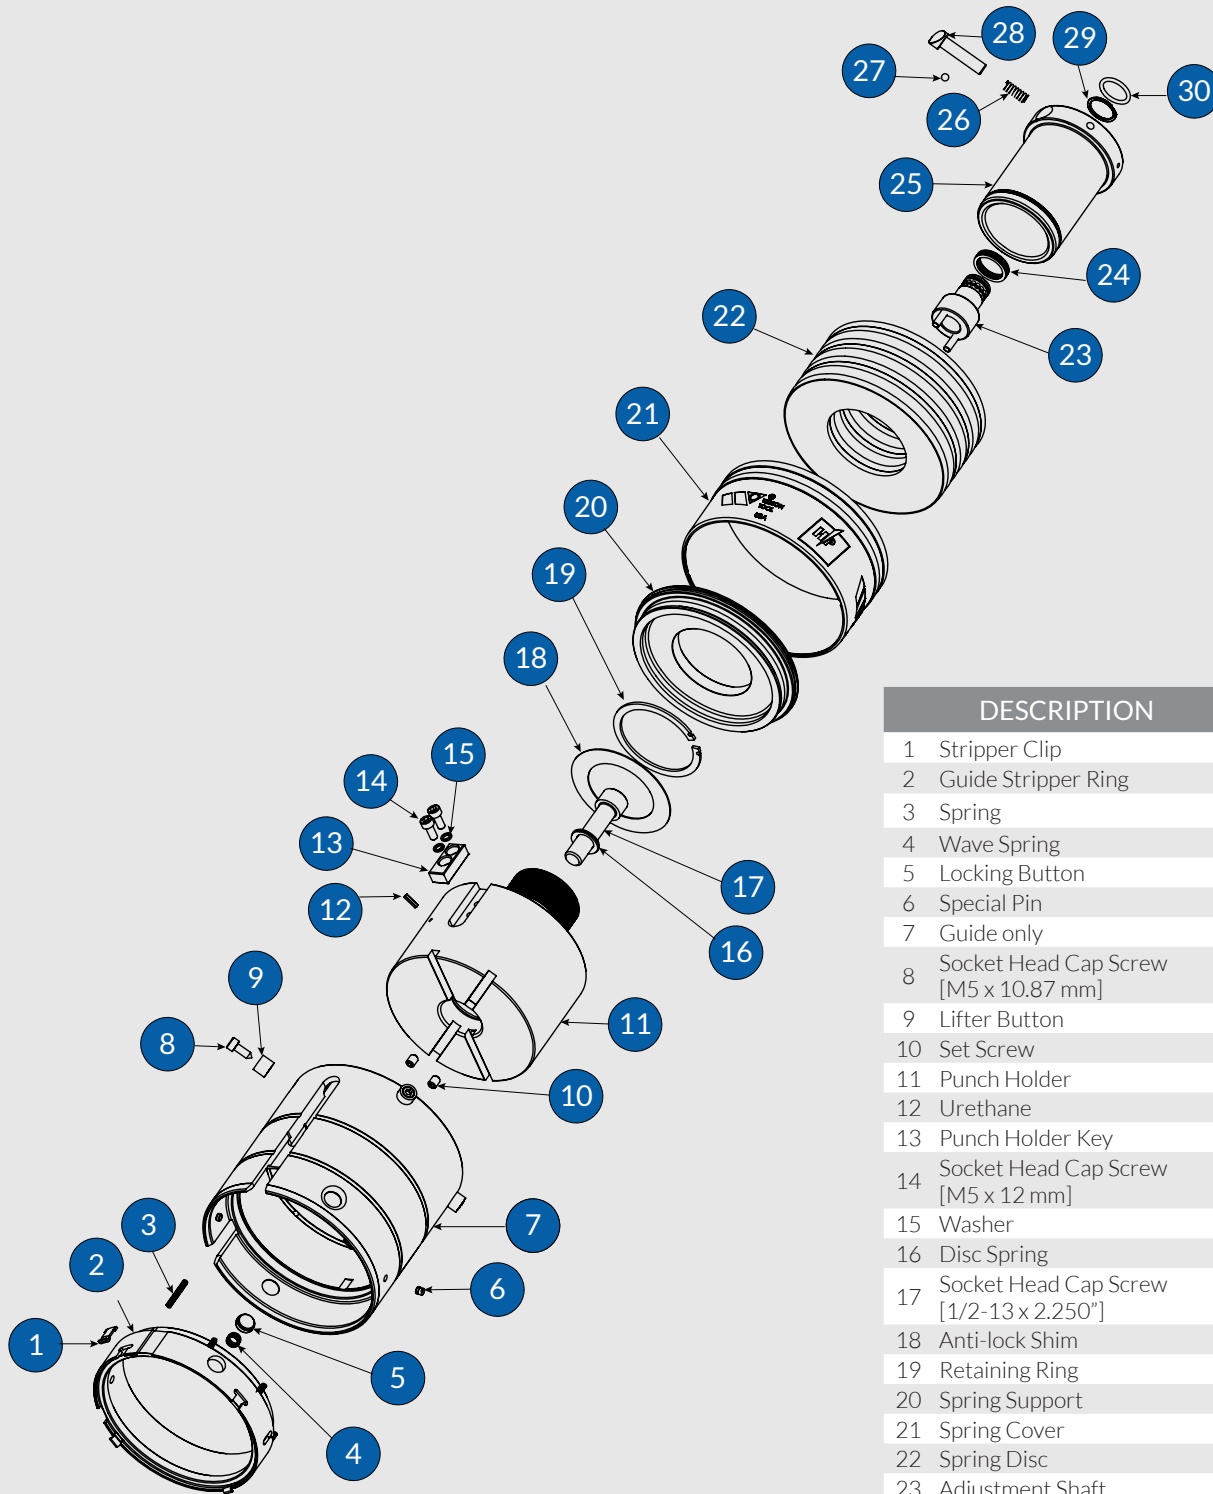 28
29
27
30
26
25
24
22
23
21
20
19
18
DESCRIPTION
15
14
1 Stripper Clip
2 Guide Stripper Ring
3 Spring
13
4 Wave Spring
17
5 Locking Button
12
6 Special Pin
16
7 Guide only
9
8 Socket Head Cap Screw
[M5 x 10.87 mm]
11
9 Lifter Button
8
10 Set Screw
10
11 Punch Holder
12 Urethane
13 Punch Holder Key
14 Socket Head Cap Screw
[M5 x 12 mm]
3
7
15 Washer
2
16 Disc Spring
6
17 Socket Head Cap Screw
[1/2-13 x 2.250"]
1
18 Anti-lock Shim
5
19 Retaining Ring
20 Spring Support
4
21 Spring Cover
22 Spring Disc
23 Adjustment Shaft